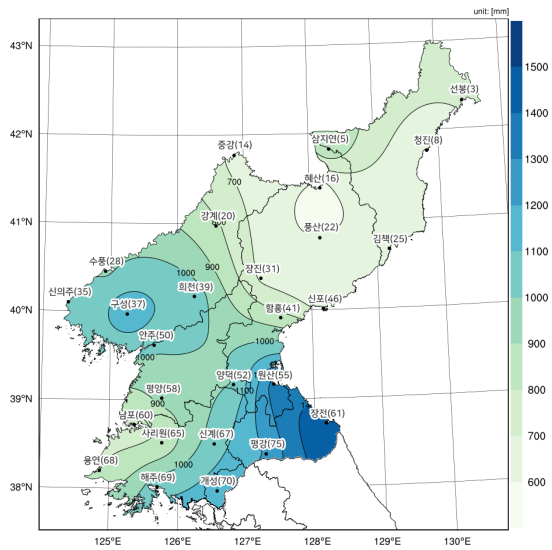 unit: [mm]
43°N
42°N
41°N
40°N
39°N
38°N
125°E
126°E
127°E
128°E
129°E
130°E
1500
1400
1300
1200
1100
1000
900
800
700
600
선봉(3)
삼지연(5)
청진(8)
중강(14)
혜산(16)
700
강계(20)
풍산(22)
김책(25)
수풍(28)
900
장진(31)
1000
희천(39)
신의주(35)
구성(37)
신포(46)
함흥(41)
안주(50)
1000
1000
양덕(52)
원산(55)
1100
평양(58)
900
남포(60)
장전(61)
사리원(65)
신계(67)
평강(75)
용연(68)
1000
해주(69)
개성(70)